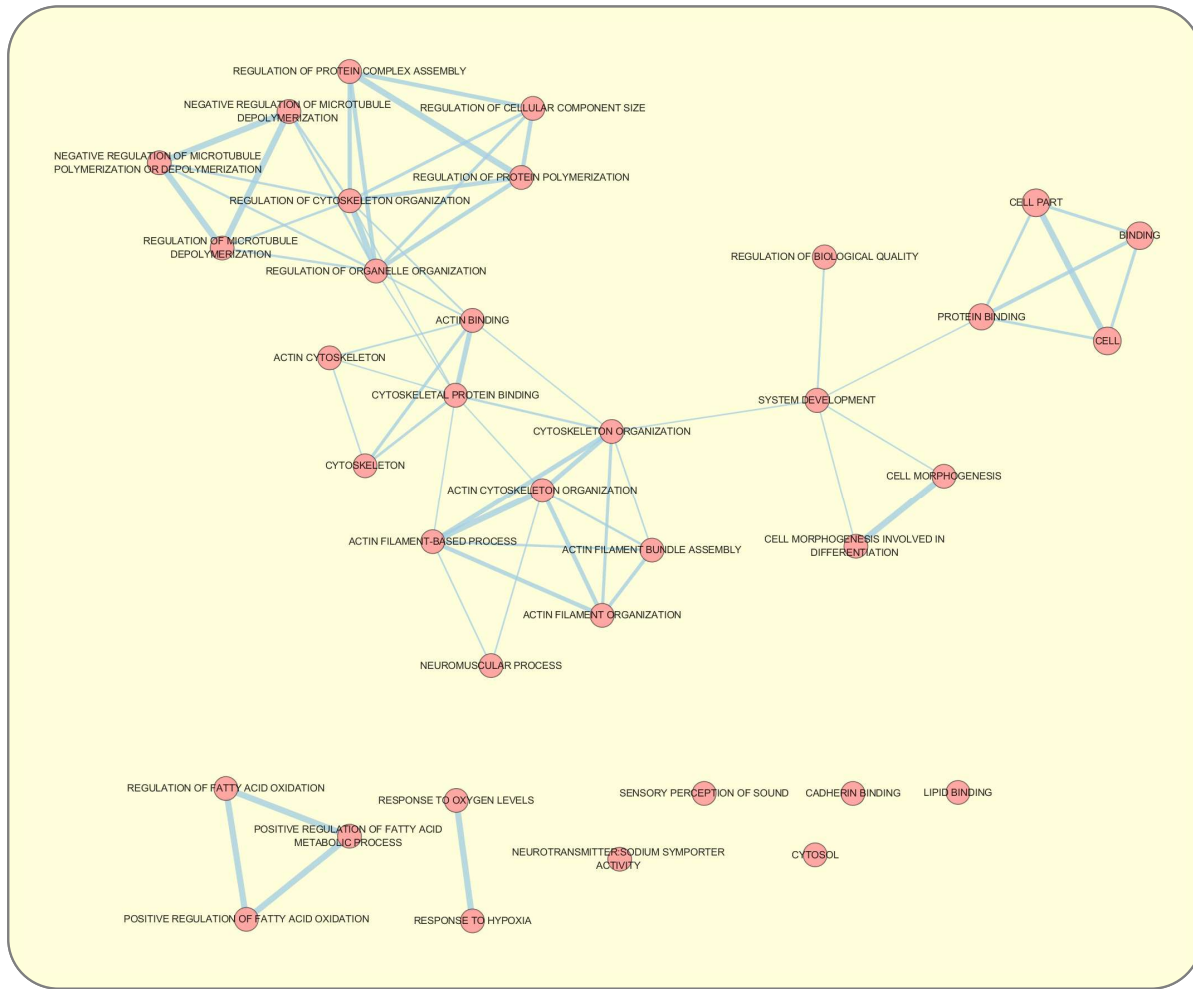 REGULATION OF PROTEIN COMPLEX ASSEMBLY
NEGATIVE REGULATION OF MICROTUBULE
DEPOLYMERIZATION
REGULATION OF CELLULAR COMPONENT SIZE
NEGATIVE REGULATION OF MICROTUBULE
POLYMERIZATION OR DEPOLYMERIZATION
REGULATION OF PROTEIN POLYMERIZATION
REGULATION OF CYTOSKELETON ORGANIZATION
CELL PART
BINDING
REGULATION OF MICROTUBULE
DEPOLYMERIZATION
REGULATION OF ORGANELLE ORGANIZATION
REGULATION OF BIOLOGICAL QUALITY
ACTIN BINDING
PROTEIN BINDING
CELL
ACTIN CYTOSKELETON
CYTOSKELETAL PROTEIN BINDING
SYSTEM DEVELOPMENT
CYTOSKELETON ORGANIZATION
CYTOSKELETON
CELL MORPHOGENESIS
ACTIN CYTOSKELETON ORGANIZATION
ACTIN FILAMENT-BASED PROCESS
ACTIN FILAMENT BUNDLE ASSEMBLY
CELL MORPHOGENESIS INVOLVED IN
DIFFERENTIATION
ACTIN FILAMENT ORGANIZATION
NEUROMUSCULAR PROCESS
REGULATION OF FATTY ACID OXIDATION
RESPONSE TO OXYGEN LEVELS
SENSORY PERCEPTION OF SOUND
CADHERIN BINDING
LIPID BINDING
POSITIVE REGULATION OF FATTY ACID
METABOLIC PROCESS
NEUROTRANSMITTER:SODIUM SYMPORTER
ACTIVITY
CYTOSOL
POSITIVE REGULATION OF FATTY ACID OXIDATION
RESPONSE TO HYPOXIA